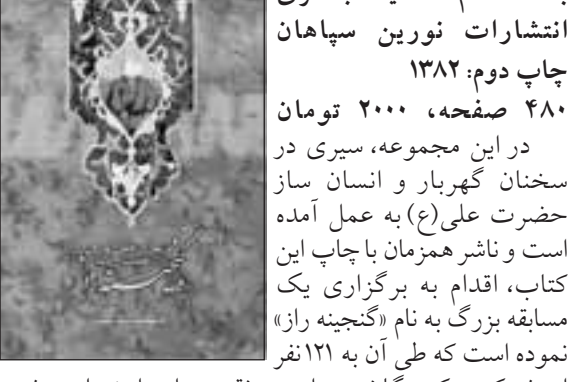 انتشارات نورین سپاهان
چاپ دوم: ۱۳۸۲
۴۸۰ صفحه، ۲۰۰۰ تومان
در این مجموعه، سیری در
سخنان گهربار و انسان ساز
حضرت علی(ع) به عمل آمده
است و ناشر همزمان با چاپ این
کتاب، اقدام به برگزاری یک
مسابقه بزرگ به نام «گنجینه راز»
نموده است که طی آن به ۱۲۱نفر